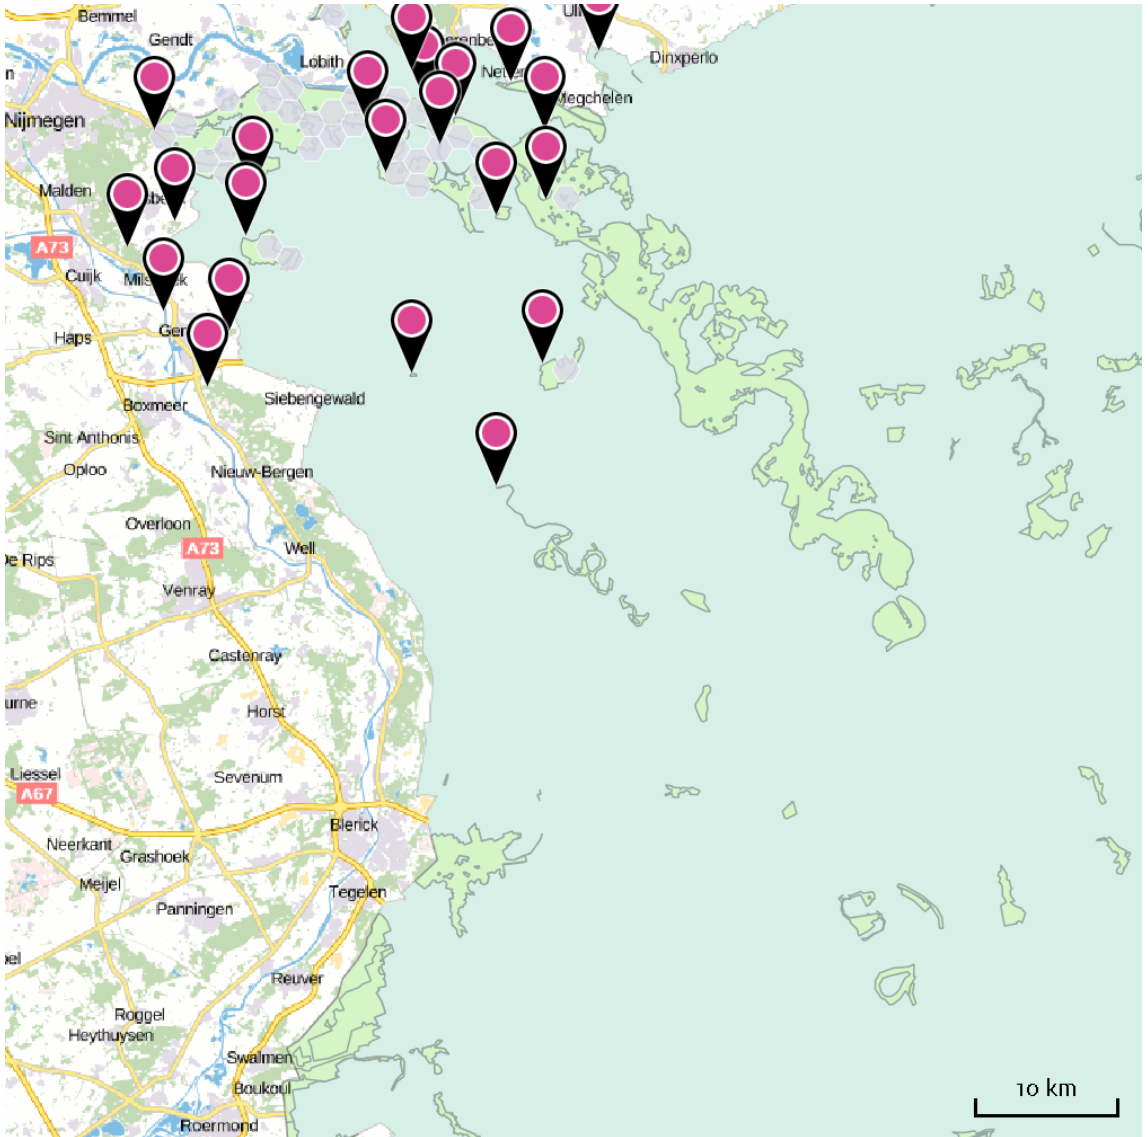 Bemmel
Gendt
Dinxperlo
Lobith
Megchelen
Nijmegen
Malden
A73
Cuijk
Haps
Siebengewald
Boxmeer
Sint Anthonis
Oploo
Nieuw-Bergen
Overloon
A73
Well
De Rips
Venray
Castenray
Horst
Liessel
Sevenum
A67
Blerick
Neerkant
Grashoek
Meijel
Tegelen
Panningen
Reuver
Roggel
Heythuysen
Swalmen
Boukoul
Roermond
10 km